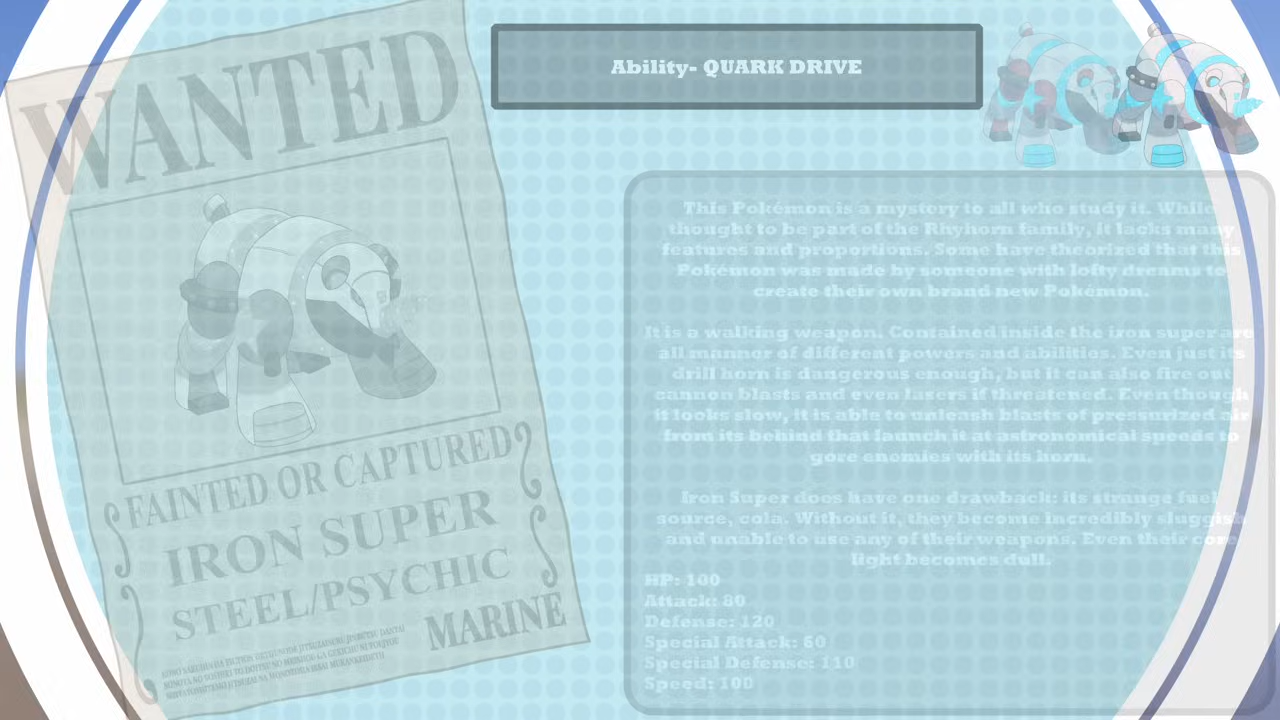 WANTED
FAINTED OR CAPTURED
IRON SUPER
STEEL/PSYCHIC
MARINE
Ability- QUARK DRIVE
This Pokémon is a mystery to all who study it. While
thought to be part of the Rhyhorn family, it lacks many
features and proportions. Some have theorized that this
Pokémon was made by someone with lofty dreams to
create their own brand new Pokémon.
It is a walking weapon. Contained inside the iron super are
all manner of different powers and abilities. Even just its
drill horn is dangerous enough, but it can also fire out
cannon blasts and even lasers if threatened. Even though
it looks slow, it is able to unleash blasts of pressurized air
from its behind that launch it at astronomical speeds to
gore enemies with its horn.
Iron Super does have one drawback: its strange fuel
source, cola. Without it, they become incredibly sluggish
and unable to use any of their weapons. Even their core
light becomes dull.
HP: 100
Attack: 80
Defense: 120
Special Attack: 60
Special Defense: 110
Speed: 100